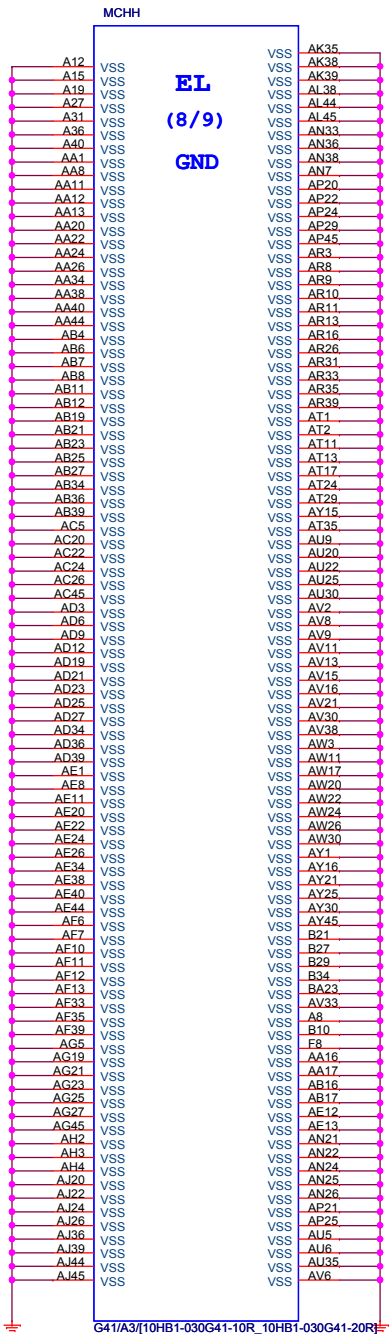 MCHH
VSS AK35
A12 VSS VSS AK38
A15 VSS EL VSS AK39
A19 VSS VSS AL38
A27 VSS VSS AL44
A31 VSS (8/9) VSS AL45
A36 VSS VSS AN33
A40 VSS VSS AN36
AA1 VSS GND VSS AN38
AA8 VSS VSS AN7
AA11 VSS VSS AP20
AA12 VSS VSS AP22
AA13 VSS VSS AP24
AA20 VSS VSS AP29
AA22 VSS VSS AP45
AA24 VSS VSS AR3
AA26 VSS VSS AR8
AA34 VSS VSS AR9
AA38 VSS VSS AR10
AA40 VSS VSS AR11
AA44 VSS VSS AR13
AB4 VSS VSS AR16
AB6 VSS VSS AR26
AB7 VSS VSS AR31
AB8 VSS VSS AR33
AB11 VSS VSS AR35
AB12 VSS VSS AR39
AB19 VSS VSS AT1
AB21 VSS VSS AT2
AB23 VSS VSS AT11
AB25 VSS VSS AT13
AB27 VSS VSS AT17
AB34 VSS VSS AT24
AB36 VSS VSS AT29
AB39 VSS VSS AY15
AC5 VSS VSS AT35
AC20 VSS VSS AU9
AC22 VSS VSS AU20
AC24 VSS VSS AU22
AC26 VSS VSS AU25
AC45 VSS VSS AU30
AD3 VSS VSS AV2
AD6 VSS VSS AV8
AD9 VSS VSS AV9
AD12 VSS VSS AV11
AD19 VSS VSS AV13
AD21 VSS VSS AV15
AD23 VSS VSS AV16
AD25 VSS VSS AV21
AD27 VSS VSS AV30
AD34 VSS VSS AV38
AD36 VSS VSS AW3
AD39 VSS VSS AW11
AE1 VSS VSS AW17
AE8 VSS VSS AW20
AE11 VSS VSS AW22
AE20 VSS VSS AW24
AE22 VSS VSS AW26
AE24 VSS VSS AW30
AE26 VSS VSS AY1
AE34 VSS VSS AY16
AE38 VSS VSS AY21
AE40 VSS VSS AY25
AE44 VSS VSS AY30
AF6 VSS VSS AY45
AF7 VSS VSS B21
AF10 VSS VSS B27
AF11 VSS VSS B29
AF12 VSS VSS B34
AF13 VSS VSS BA23
AF33 VSS VSS AV33
AF35 VSS VSS A8
AF39 VSS VSS B10
AG5 VSS VSS F8
AG19 VSS VSS AA16
AG21 VSS VSS AA17
AG23 VSS VSS AB16
AG25 VSS VSS AB17
AG27 VSS VSS AE12
AG45 VSS VSS AE13
AH2 VSS VSS AN21
AH3 VSS VSS AN22
AH4 VSS VSS AN24
AJ20 VSS VSS AN25
AJ22 VSS VSS AN26
AJ24 VSS VSS AP21
AJ26 VSS VSS AP25
AJ36 VSS VSS AU5
AJ39 VSS VSS AU6
AJ44 VSS VSS AU35
AJ45 VSS VSS AV6
G41/A3/[10HB1-030G41-10R_10HB1-030G41-20R]